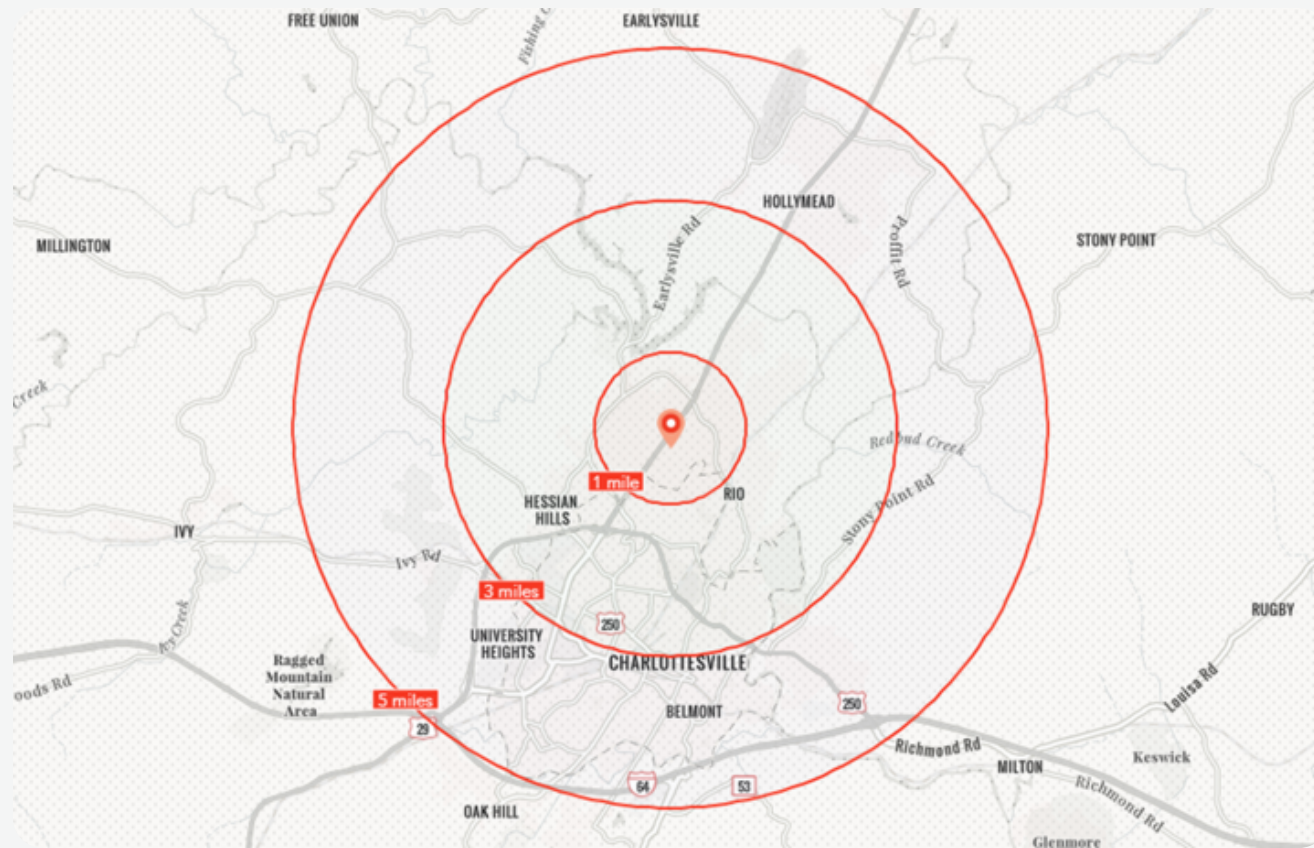 FREE UNION
EARLYSVILLE
HOLLYMEAD
Earlysville Rd
Proffit Rd
MILLINGTON
STONY POINT
Creek
Redbud Creek
1 mile
RIO
HESSIAN
HILLS
Stony Point Rd
IVY
Ivy Rd
3 miles
250
UNIVERSITY
HEIGHTS
CHARLOTTESVILLE
Ivy Creek
RUGBY
Ragged
Mountain
Natural
Area
oods Rd
5 miles
29
BELMONT
250
Louisa Rd
Richmond Rd
MILTON
Keswick
64
53
OAK HILL
Richmond Rd
Glenmore